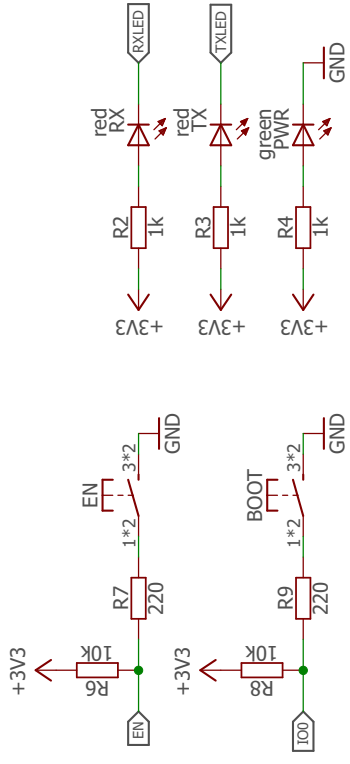 RXLED
red
RX
R2
1k
+3V3
TXLED
red
TX
R3
1k
+3V3
green
PWR
GND
R4
1k
+3V3
EN
1*2
3*2
GND
R7
220
+3V3
R6
10k
EN
BOOT
1*2
3*2
GND
R9
220
+3V3
R8
10k
IO0